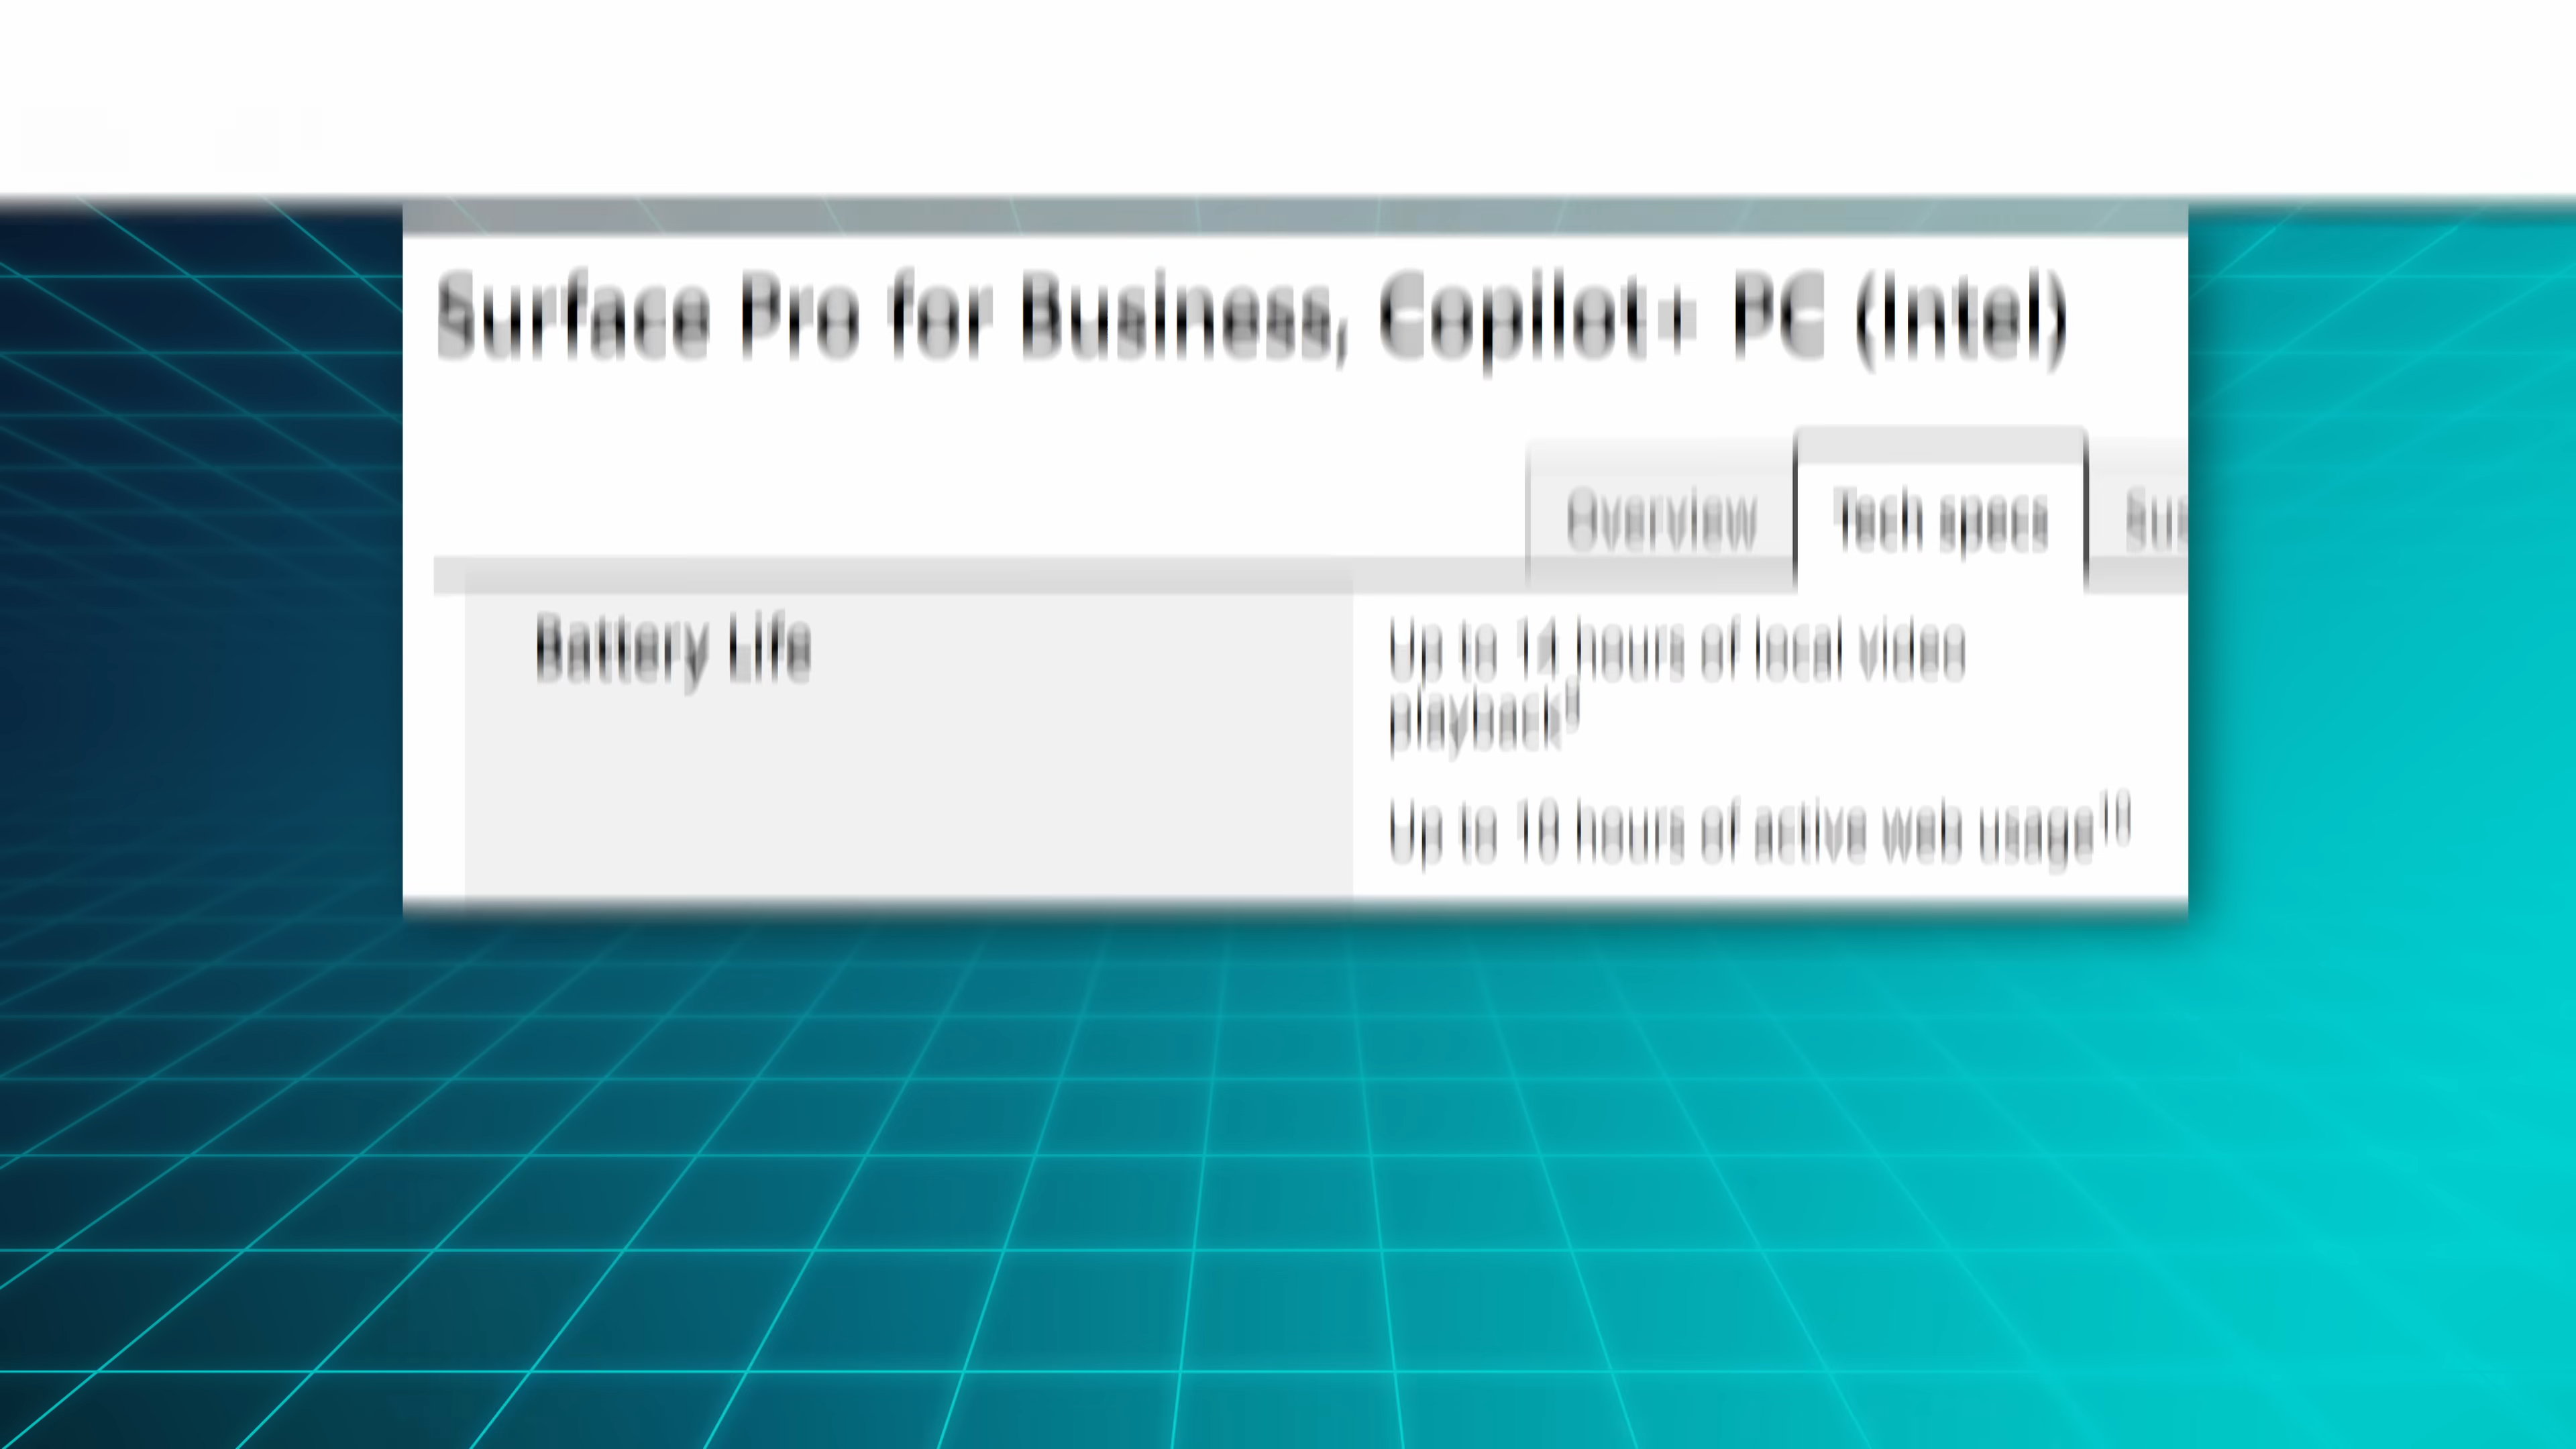 Surface Pro for Business, Copilot+ PC (Intel)
Overview Tech specs
Battery Life
Up to 14 hours of local video
playback
Up to 10 hours of active web usage